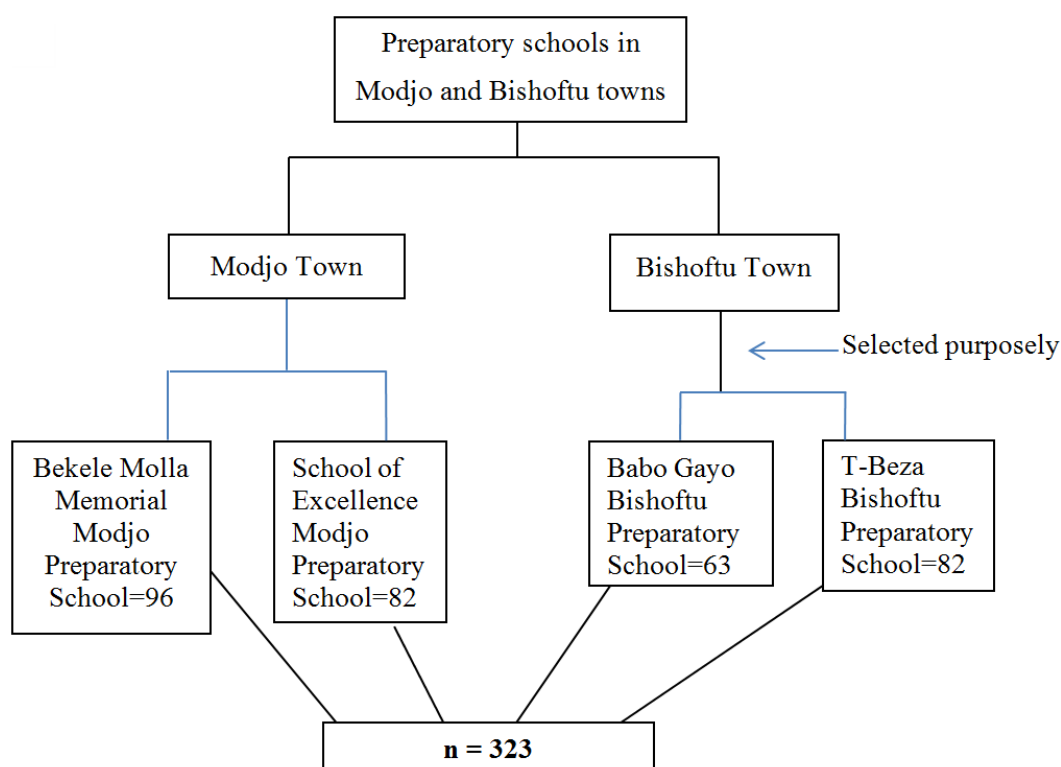 Preparatory schools in
Modjo and Bishoftu towns
Modjo Town
Bishoftu Town
Selected purposely
Bekele Molla
Memorial
Modjo
Preparatory
School=96
School of
Excellence
Modjo
Preparatory
School=82
Babo Gayo
Bishoftu
Preparatory
School=63
T-Beza
Bishoftu
Preparatory
School=82
n = 323